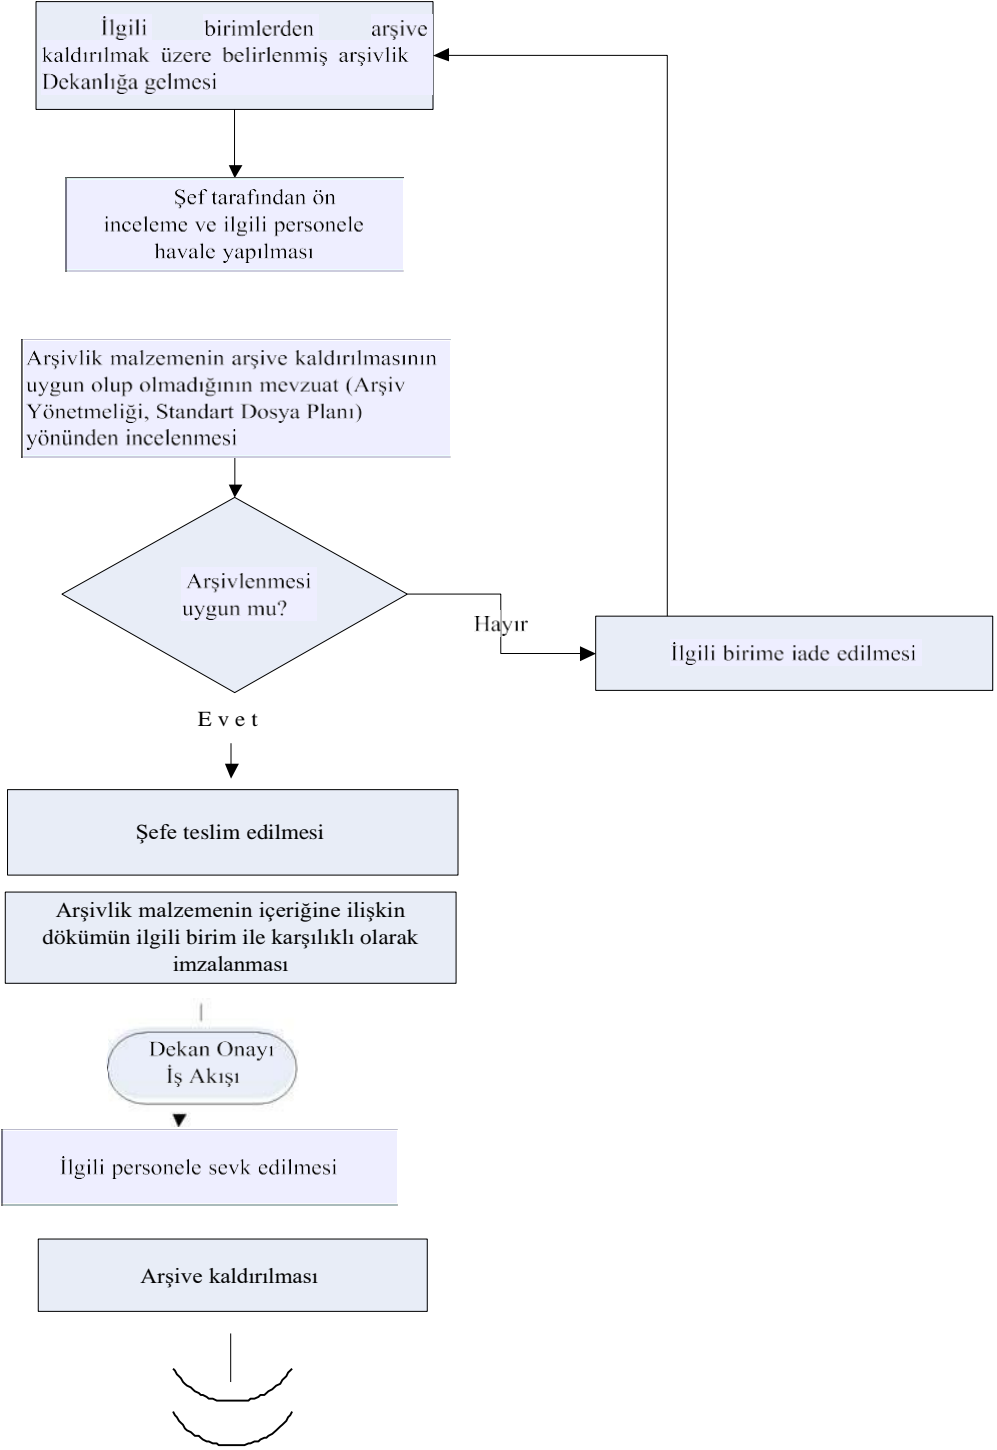 İlgili birimlerden arşive
kaldırılmak üzere belirlenmiş arşivlik
Dekanlığa gelmesi
Şef tarafından ön
inceleme ve ilgili personele
havale yapılması
Arşivlik malzemenin arşive kaldırılmasının
uygun olup olmadığının mevzuat (Arşiv
Yönetmeliği, Standart Dosya Planı)
yönünden incelenmesi
Arşivlenmesi
uygun mu?
Hayır
İlgili birime iade edilmesi
E v e t
Şefe teslim edilmesi
Arşivlik malzemenin içeriğine ilişkin
dökümün ilgili birim ile karşılıklı olarak
imzalanması
Dekan Onayı
İş Akışı
İlgili personele sevk edilmesi
Arşive kaldırılması